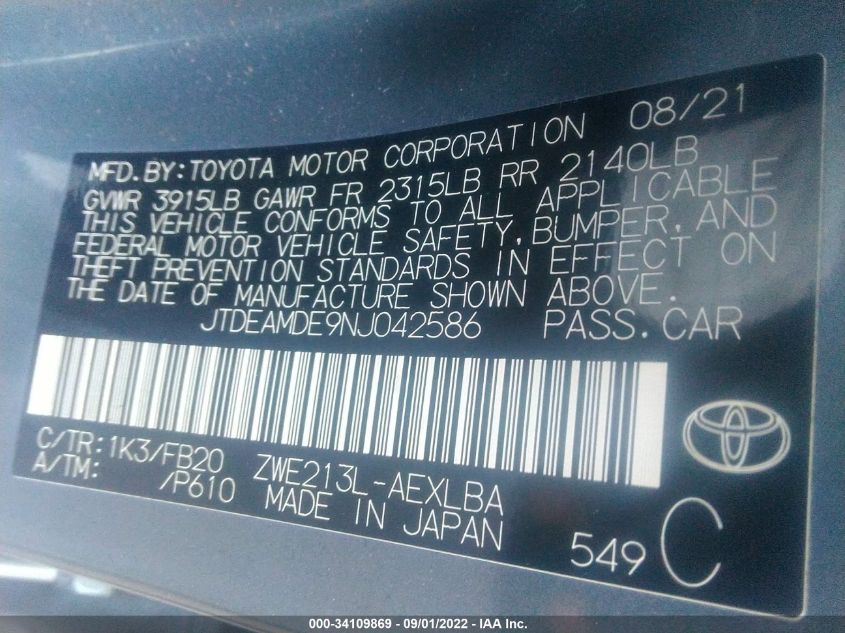 08/21
MFD.BY:TOYOTA MOTOR CORPORATION
GVWR 3915LB GAWR FR 2315LB RR 2140LB
THIS VEHICLE CONFORMS TO ALL APPLICABLE
FEDERAL MOTOR VEHICLE SAFETY,BUMPER,AND
THEFT PREVENTION STANDARDS IN EFFECT ON
THE DATE OF MANUFACTURE SHOWN ABOVE.
JTDEAMDE9NJ042586 PASS.CAR
C/TR:1K3/FB20 ZWE213L-AEXLBA
A/TM: /P610 MADE IN JAPAN
549 C
000-34109869 - 09/01/2022 - IAA Inc.